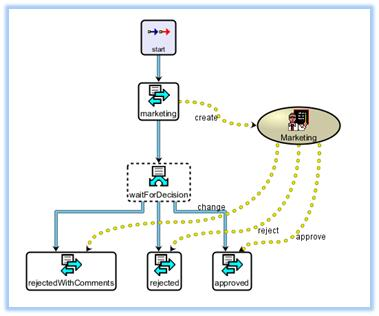 start
marketing
create
Marketing
waitForDecision
change
reject
approve
rejectedWithComments
rejected
approved